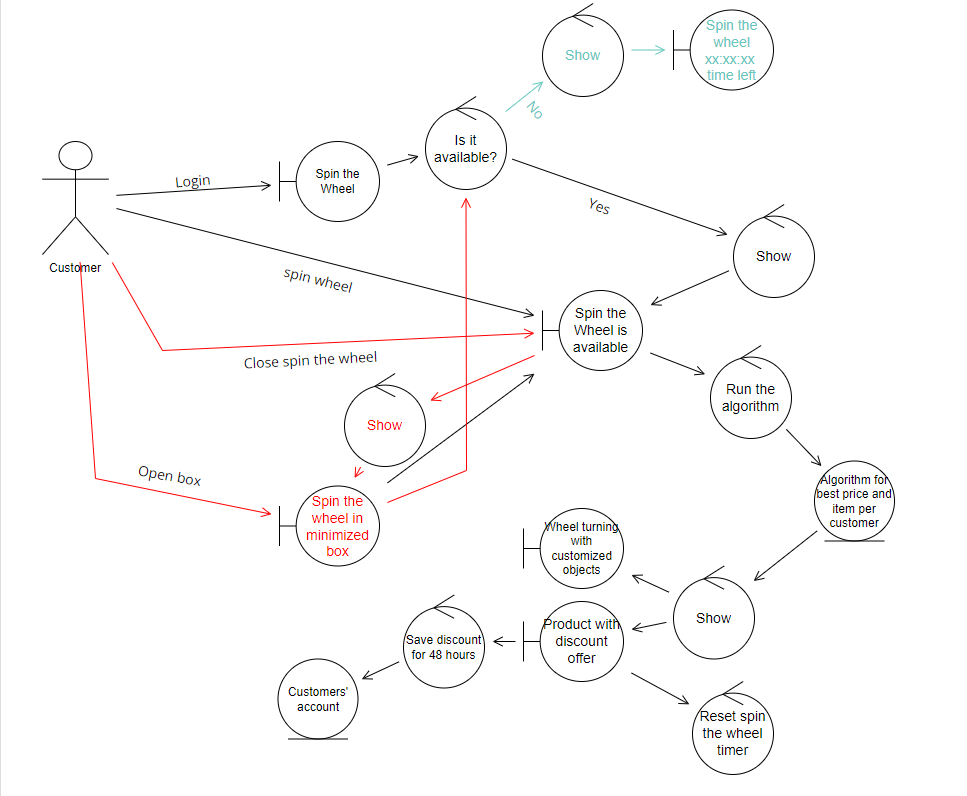 Spin the
wheel
xx:xx:xx
time left
Show
No
Is it
available?
Login
Spin the
Wheel
Yes
Customer
Show
spin wheel
Spin the
Wheel is
available
Close spin the wheel
Run the
algorithm
Show
Open box
Spin the
wheel in
minimized
box
Algorithm for
best price and
item per
customer
Wheel turning
with
customized
objects
Show
Product with
discount
offer
Save discount
for 48 hours
Customers'
account
Reset spin
the wheel
timer